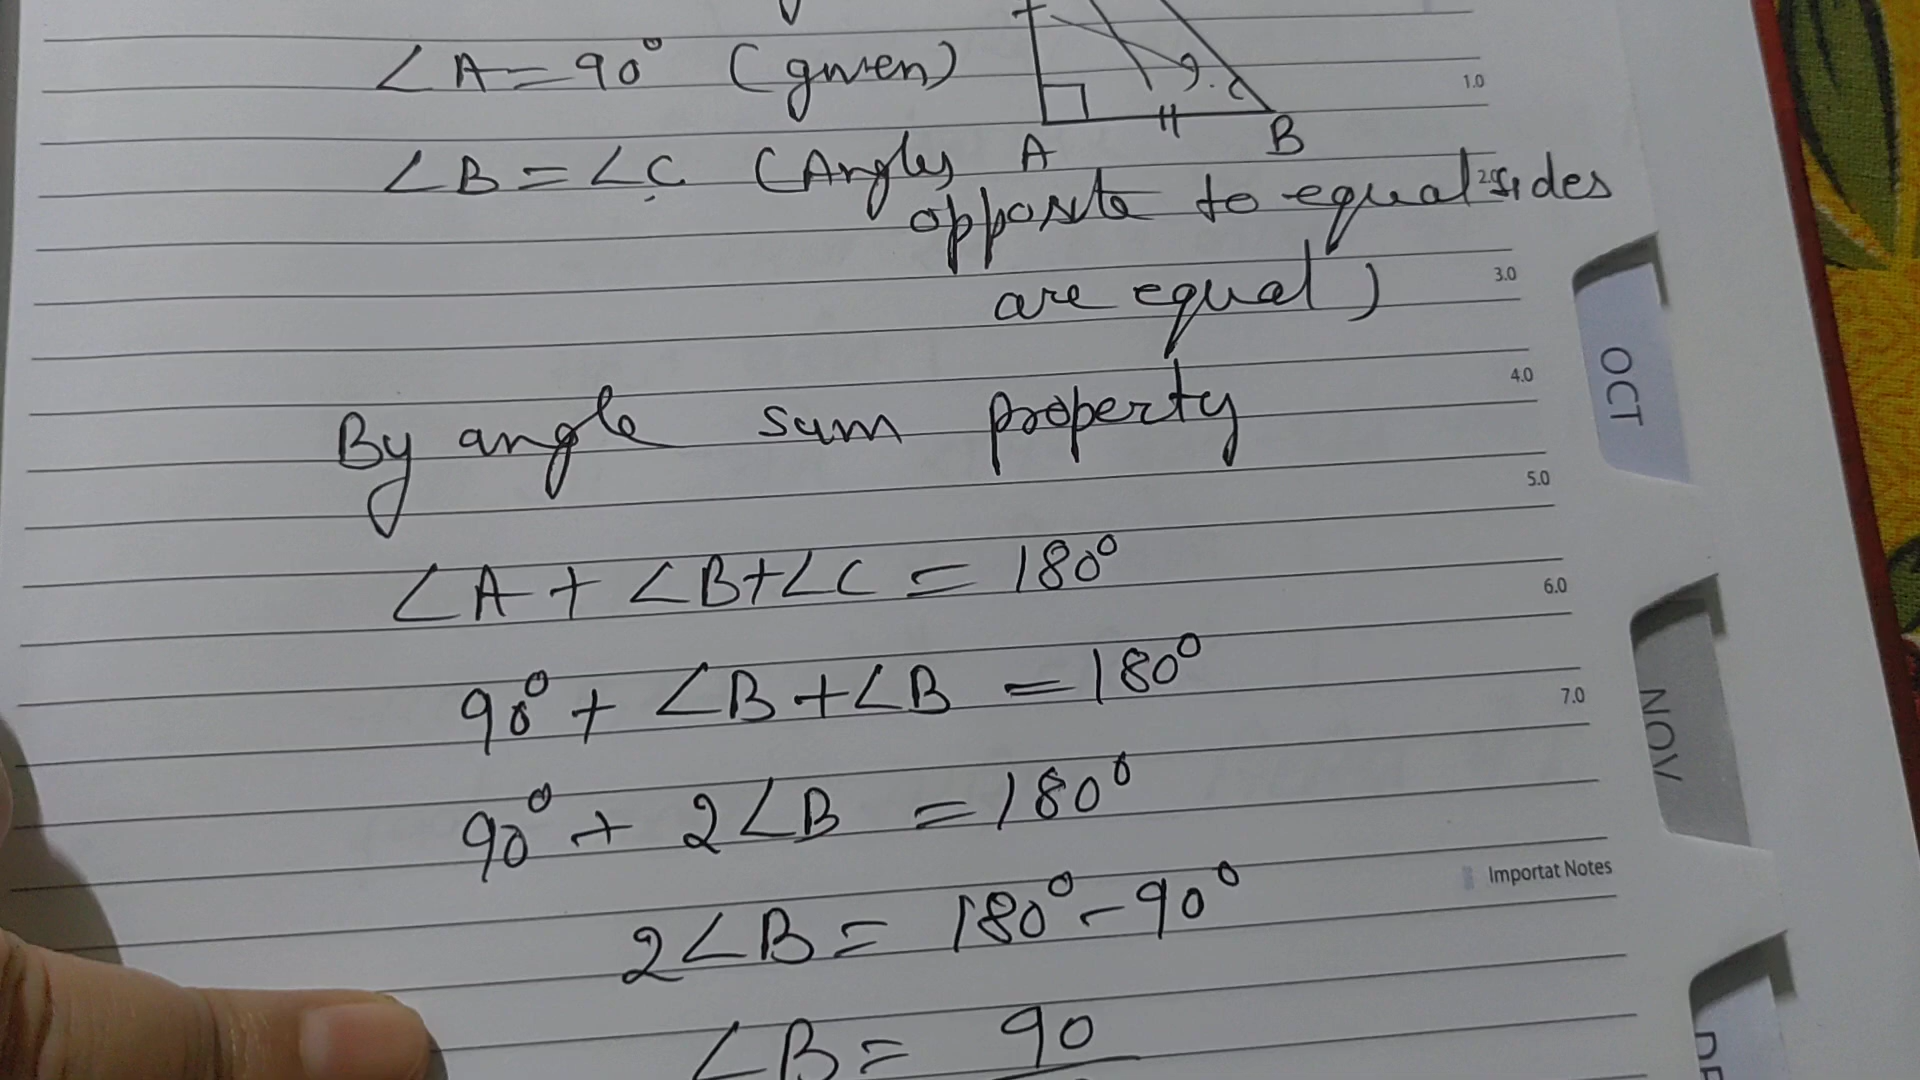 ∠A = 90° (given)
A
B
∠B = ∠C (Angles
opposite to equal sides
are equal)
By angle sum property
∠A + ∠B + ∠C = 180°
90° + ∠B + ∠B = 180°
90° + 2∠B = 180°
2∠B = 180° - 90°
∠B = 90
1.0
3.0
4.0
5.0
6.0
7.0
Importat Notes
OCT
NOV